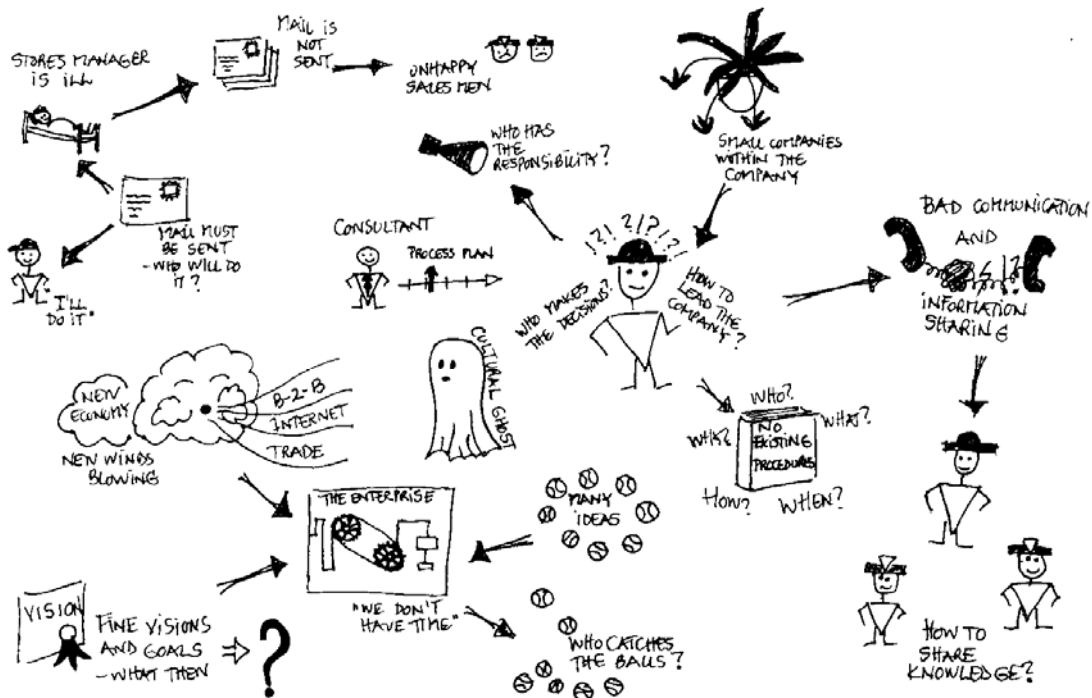 STORES MANAGER
IS ILL
MAIL IS
NOT
SENT
UNHAPPY
SALES MEN
WHO HAS
THE
RESPONSIBILITY?
SMALL COMPANIES
WITHIN THE
COMPANY
MAIL MUST
BE SENT
- WHO WILL DO
IT?
"I'LL
DO IT"
CONSULTANT
PROCESS PLAN
!?!?!?!?
WHO MAKES
THE DECISIONS?
HOW TO
LEAD THE
COMPANY?
BAD COMMUNICATION
AND
!?
INFORMATION
SHARING
NEW
ECONOMY
NEW WINDS
BLOWING
B-2-B
INTERNET
TRADE
CULTURAL GHOST
WHO?
WHAT?
WHAT?
NO
EXISTING
PROCEDURES
HOW?
WHEN?
THE ENTERPRISE
MANY
IDEAS
"WE DON'T
HAVE TIME"
WHO CATCHES
THE BALLS?
VISION
FINE VISIONS
AND GOALS
- WHAT THEN
?
HOW TO
SHARE
KNOWLEDGE?